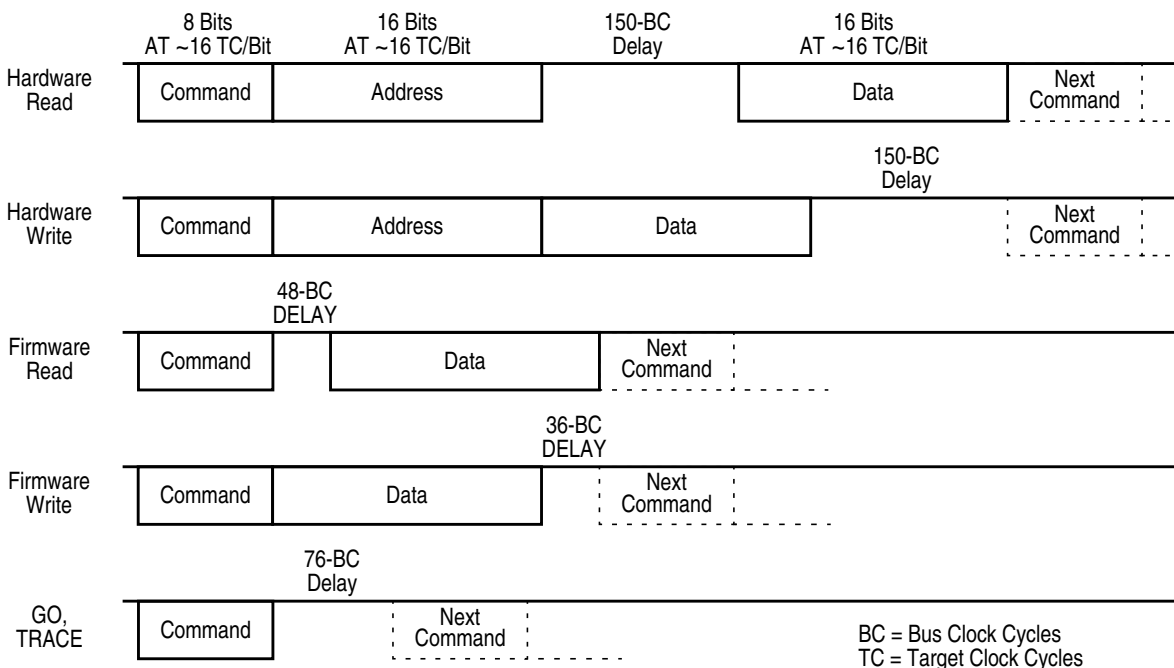 8 Bits
AT ~16 TC/Bit
16 Bits
AT ~16 TC/Bit
150-BC
Delay
16 Bits
AT ~16 TC/Bit
Hardware
Read
Command
Address
Data
Next
Command
150-BC
Delay
Hardware
Write
Command
Address
Data
Next
Command
48-BC
DELAY
Firmware
Read
Command
Data
Next
Command
36-BC
DELAY
Firmware
Write
Command
Data
Next
Command
76-BC
Delay
GO,
TRACE
Command
Next
Command
BC = Bus Clock Cycles
TC = Target Clock Cycles